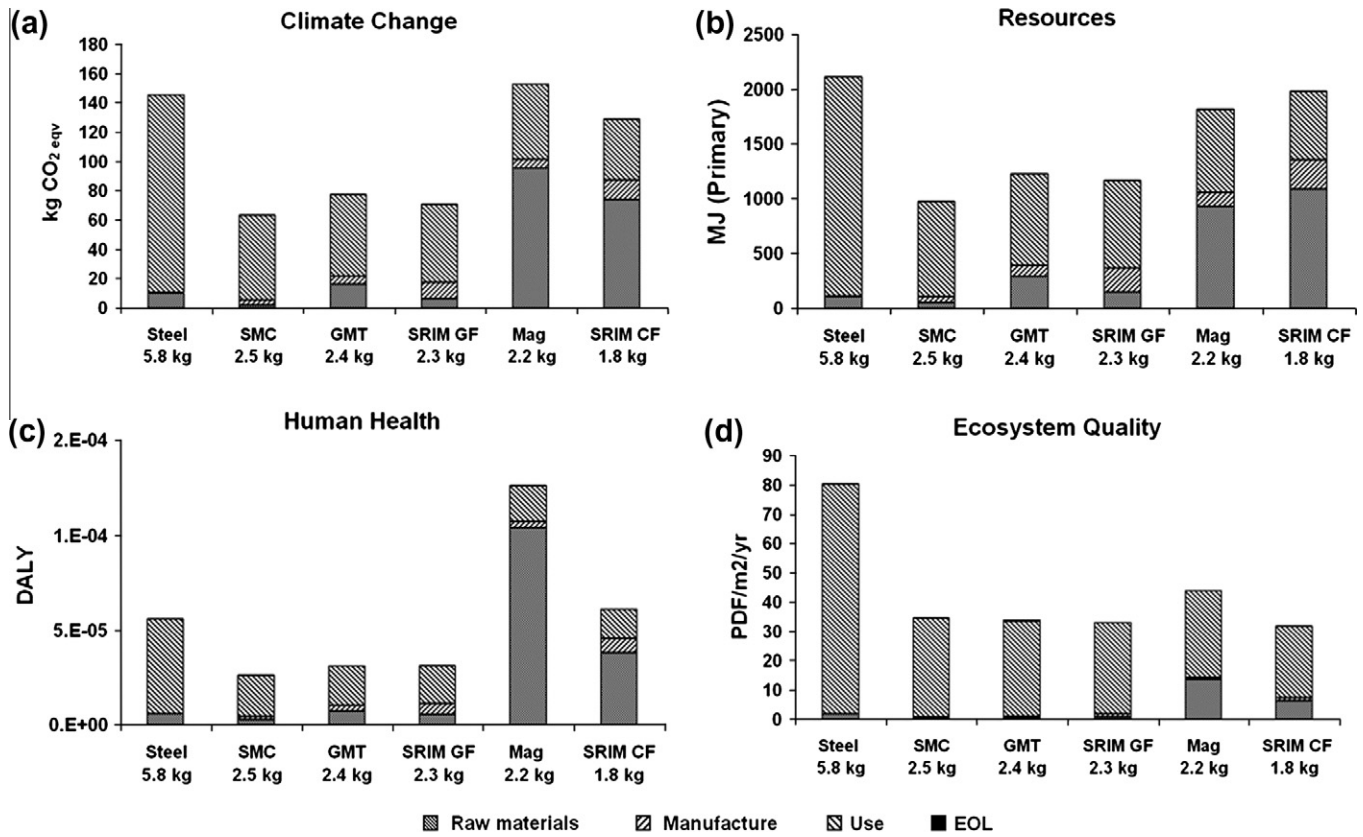 (a)
Climate Change
kg CO2 eqv
180
160
140
120
100
80
60
40
20
0
Steel SMC GMT SRIM GF Mag SRIM CF
5.8 kg 2.5 kg 2.4 kg 2.3 kg 2.2 kg 1.8 kg
(b)
Resources
MJ (Primary)
2500
2000
1500
1000
500
0
Steel SMC GMT SRIM GF Mag SRIM CF
5.8 kg 2.5 kg 2.4 kg 2.3 kg 2.2 kg 1.8 kg
(c)
Human Health
DALY
2.E-04
1.E-04
5.E-05
0.E+00
Steel SMC GMT SRIM GF Mag SRIM CF
5.8 kg 2.5 kg 2.4 kg 2.3 kg 2.2 kg 1.8 kg
(d)
Ecosystem Quality
PDF/m2/yr
90
80
70
60
50
40
30
20
10
0
Steel SMC GMT SRIM GF Mag SRIM CF
5.8 kg 2.5 kg 2.4 kg 2.3 kg 2.2 kg 1.8 kg
Raw materials Manufacture Use EOL